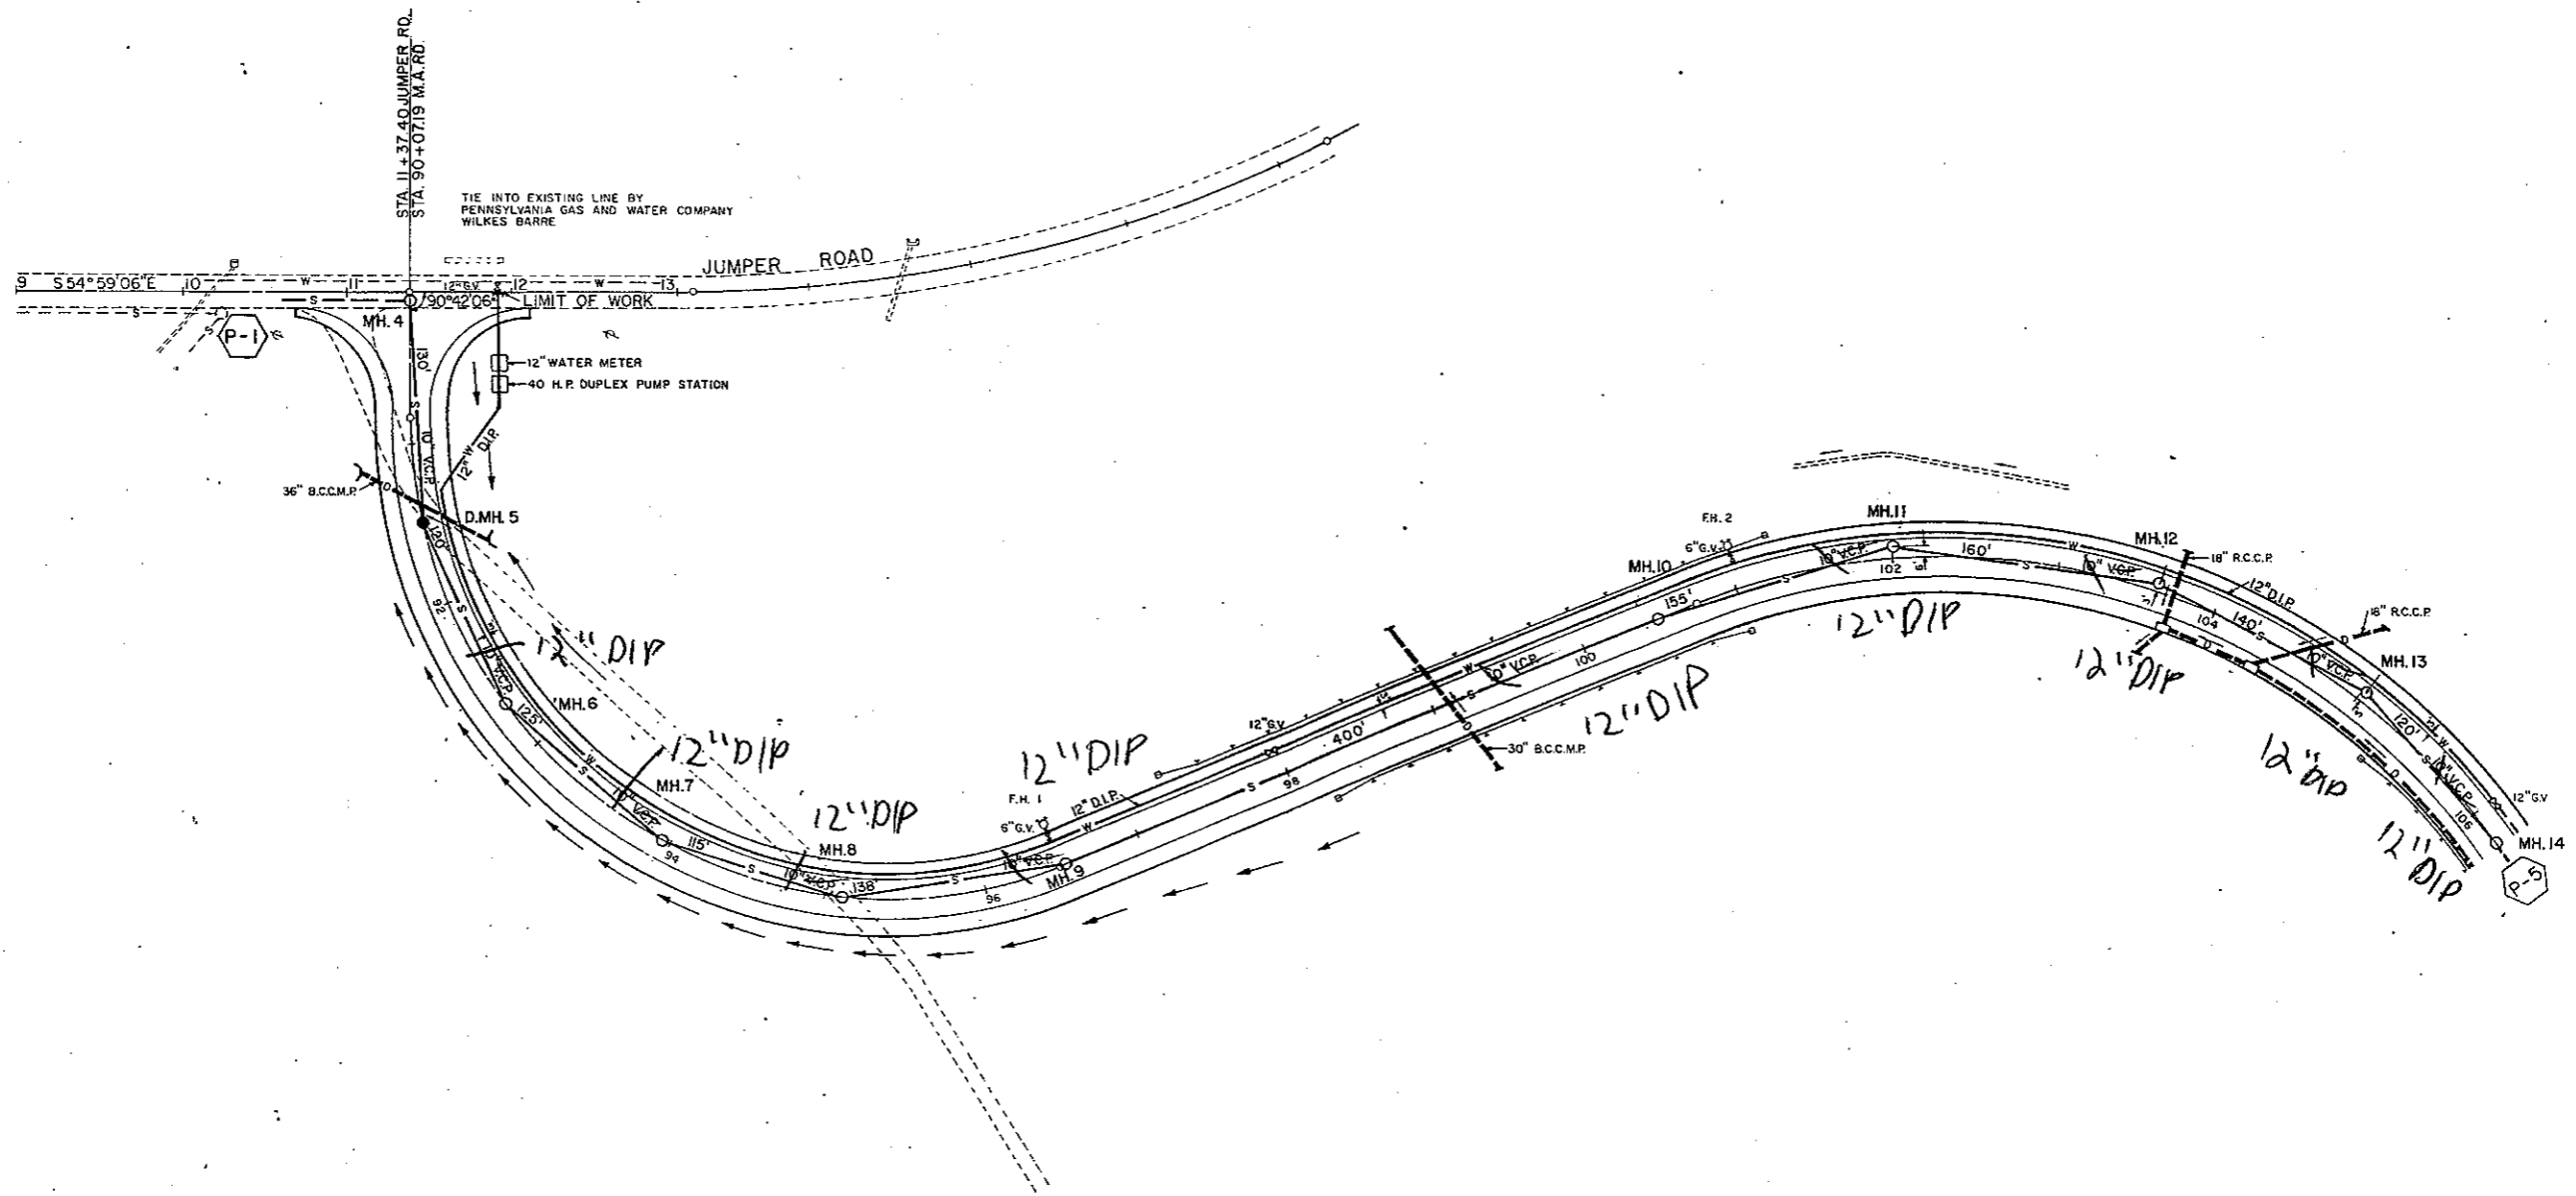 STA. 11+37.40 JUMPER RD.
STA. 90+07.19 M.A.RD.
TIE INTO EXISTING LINE BY
PENNSYLVANIA GAS AND WATER COMPANY
WILKES BARRE
JUMPER ROAD
9 S 54°59'06"E 10 W 11 12" G.V. 12 W 13
S 90°42'06" LIMIT OF WORK
S
MH. 4
P-1
S
130'
12" WATER METER
40 H.P. DUPLEX PUMP STATION
S
10" V.C.P.
12" W D.I.P.
36" B.C.C.M.P.
D
D.MH. 5
120'
92
S
10" V.C.P.
12" DIP
MH. 6
125'
W
S
12" DIP
MH. 7
10" V.C.P.
115'
94
S
12" DIP
MH. 8
10" V.C.P.
138'
S
96
10" V.C.P.
MH. 9
F.H. 1
6" G.V.
W
12" D.I.P.
12" DIP
12" G.V.
400'
S
98
W
S
D
30" B.C.C.M.P.
10" V.C.P.
100
12" DIP
MH.10
155'
6" G.V.
F.H. 2
S
10" V.C.P.
MH.11
102
6'
160'
W
S
12" DIP
10" V.C.P.
MH.12
18" R.C.C.P.
12" D.I.P.
104
140'
S
D
12" DIP
18" R.C.C.P.
D
10" V.C.P.
MH. 13
120'
W
S
D
12" DIP
10" V.C.P.
106
12" G.V.
MH. 14
12" DIP
P-5